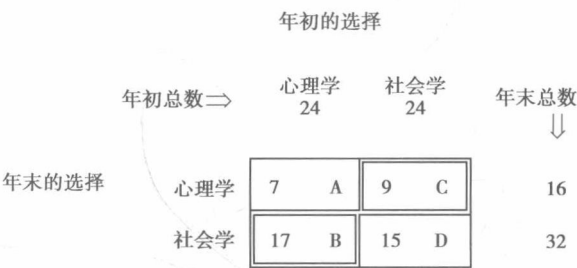 年初的选择
心理学 社会学
年初总数⇒ 24 24 年末总数
⇓
年末的选择 心理学 7 A 9 C 16
社会学 17 B 15 D 32